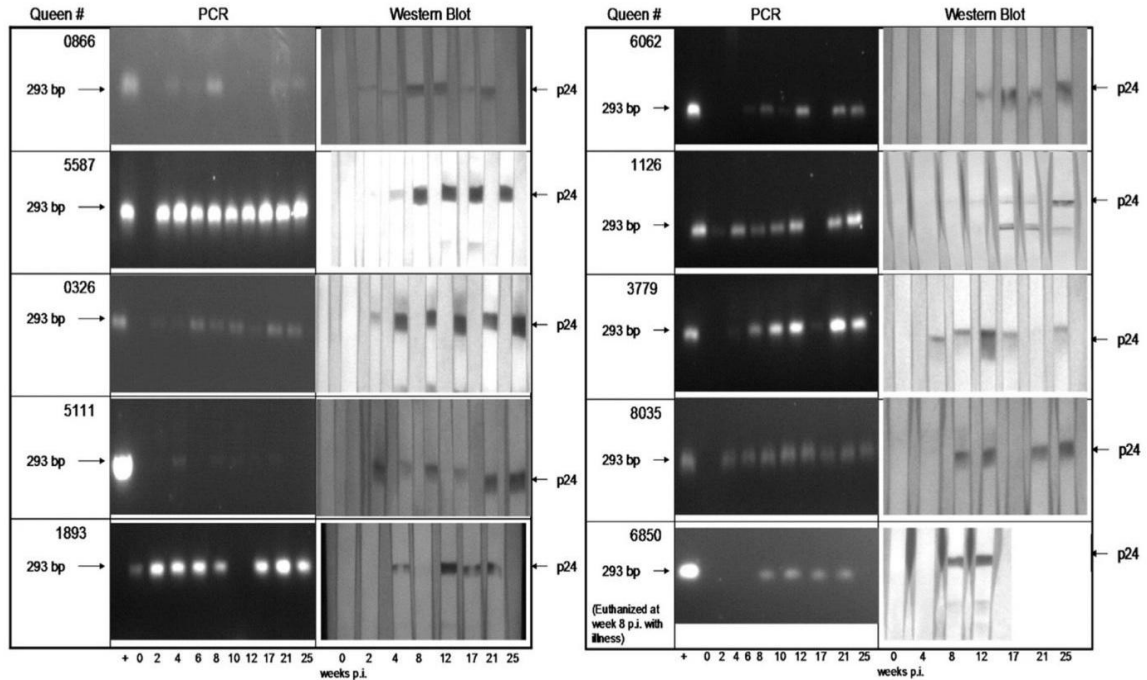 Queen # PCR Western Blot
0866
293 bp p24
5587
293 bp p24
0326
293 bp p24
5111
293 bp p24
1893
293 bp p24
+ 0 2 4 6 8 10 12 17 21 25 0 2 4 8 12 17 21 25
weeks p.i.
Queen # PCR Western Blot
6062
293 bp p24
1126
293 bp p24
3779
293 bp p24
8035
293 bp p24
6850
293 bp p24
(Euthanized at
week 8 p.i. with
illness)
+ 0 2 4 6 8 10 12 17 21 25 0 4 8 12 17 21 25
weeks p.i.